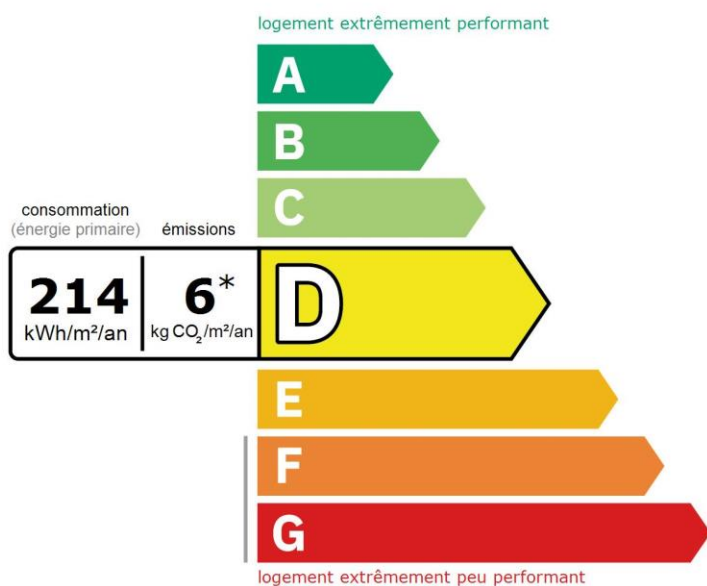 logement extrêmement performant
A
B
C
consommation
(énergie primaire)
émissions
214
kWh/m²/an
6*
kg CO₂/m²/an
D
E
F
G
logement extrêmement peu performant